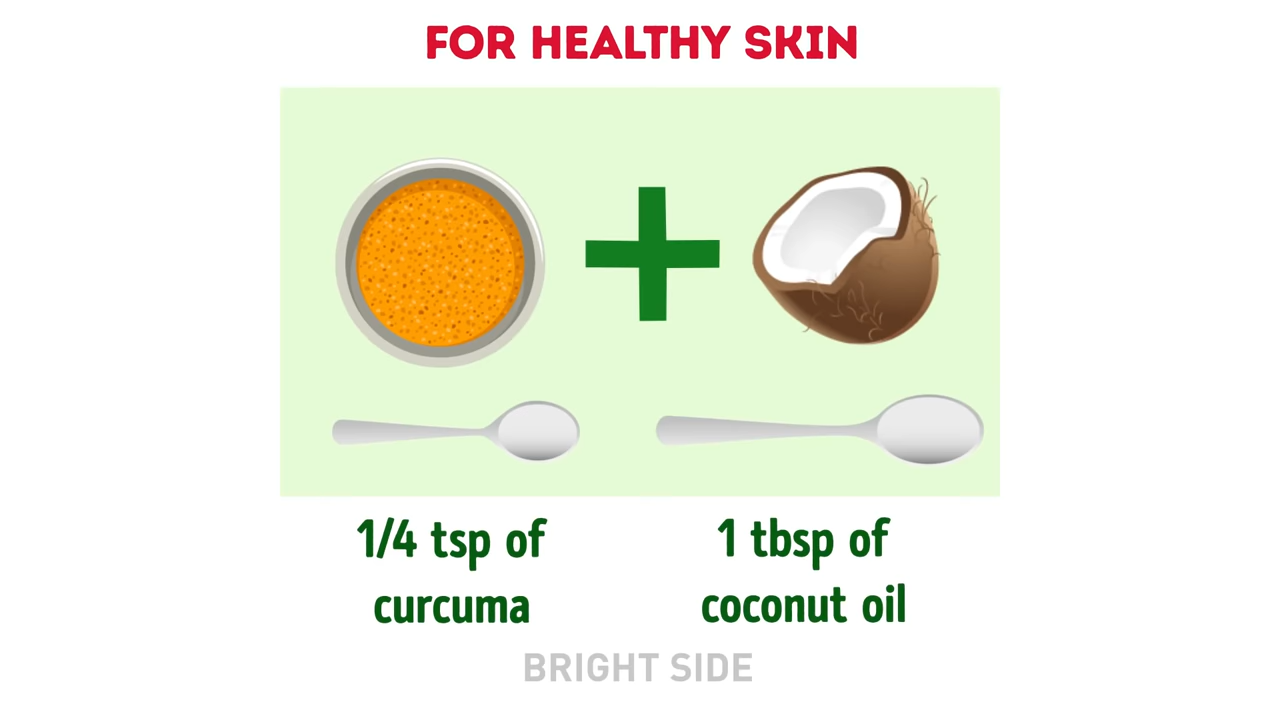 FOR HEALTHY SKIN
1/4 tsp of
curcuma
1 tbsp of
coconut oil
BRIGHT SIDE